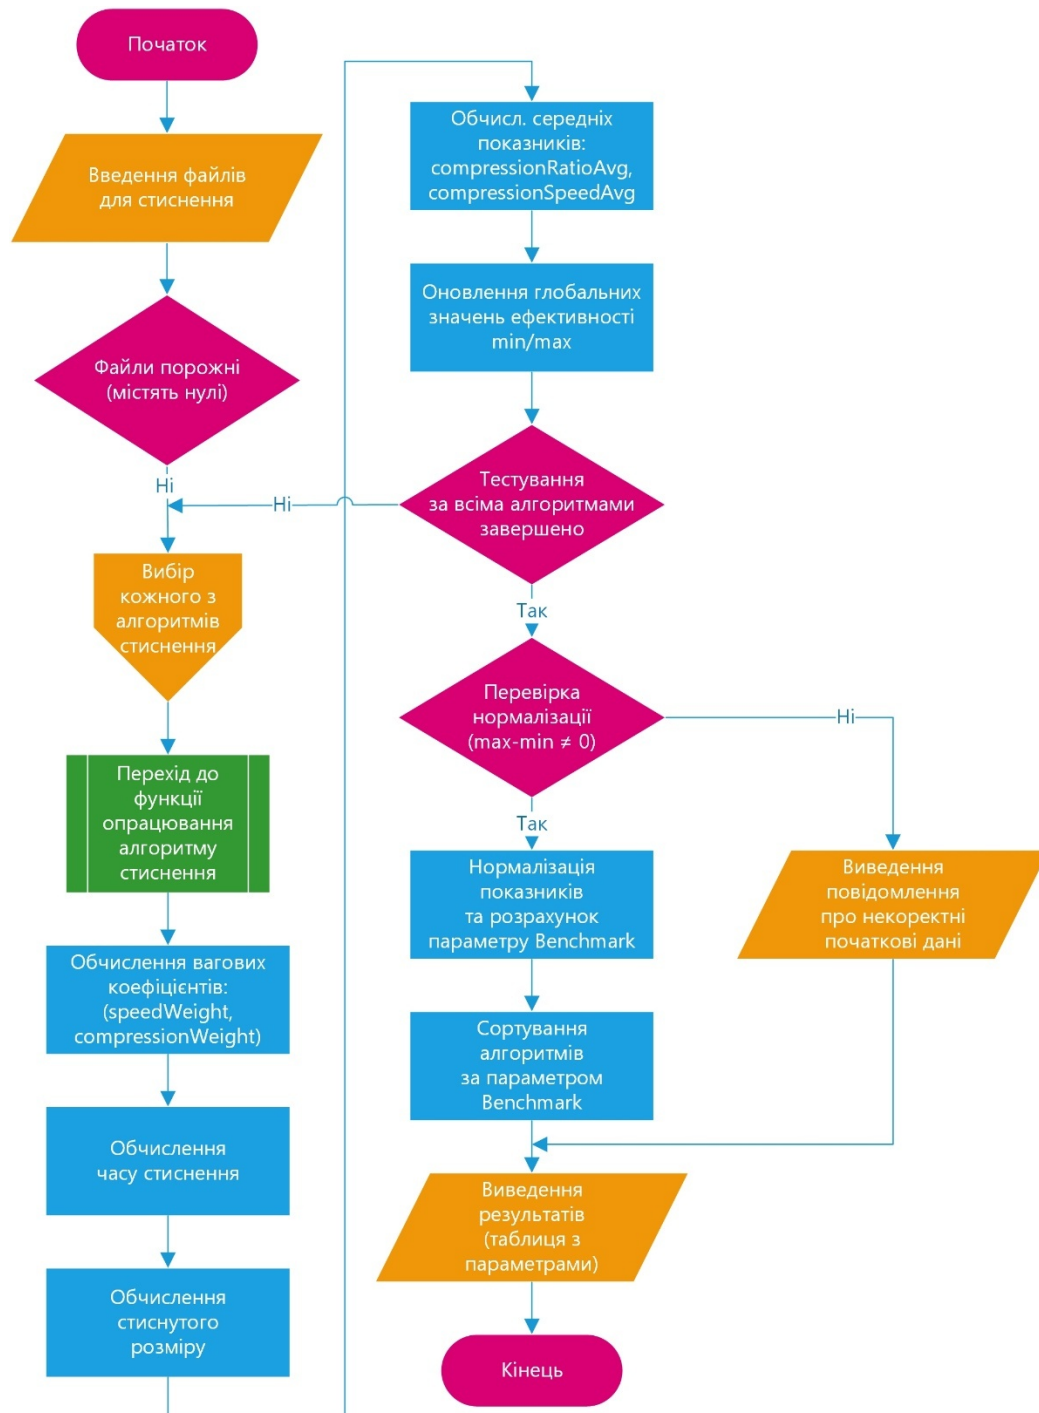 Початок
Введення файлів
для стиснення
Файли порожні
(містять нулі)
Ні
Вибір
кожного з
алгоритмів
стиснення
Перехід до
функції
опрацювання
алгоритму
стиснення
Обчислення вагових
коефіцієнтів:
(speedWeight,
compressionWeight)
Обчислення
часу стиснення
Обчислення
стиснутого
розміру
Обчисл. середніх
показників:
compressionRatioAvg,
compressionSpeedAvg
Оновлення глобальних
значень ефективності
min/max
Тестування
за всіма алгоритмами
завершено
Ні
Так
Перевірка
нормалізації
(max-min ≠ 0)
Ні
Так
Нормалізація
показників
та розрахунок
параметру Benchmark
Виведення
повідомлення
про некоректні
початкові дані
Сортування
алгоритмів
за параметром
Benchmark
Виведення
результатів
(таблиця з
параметрами)
Кінець